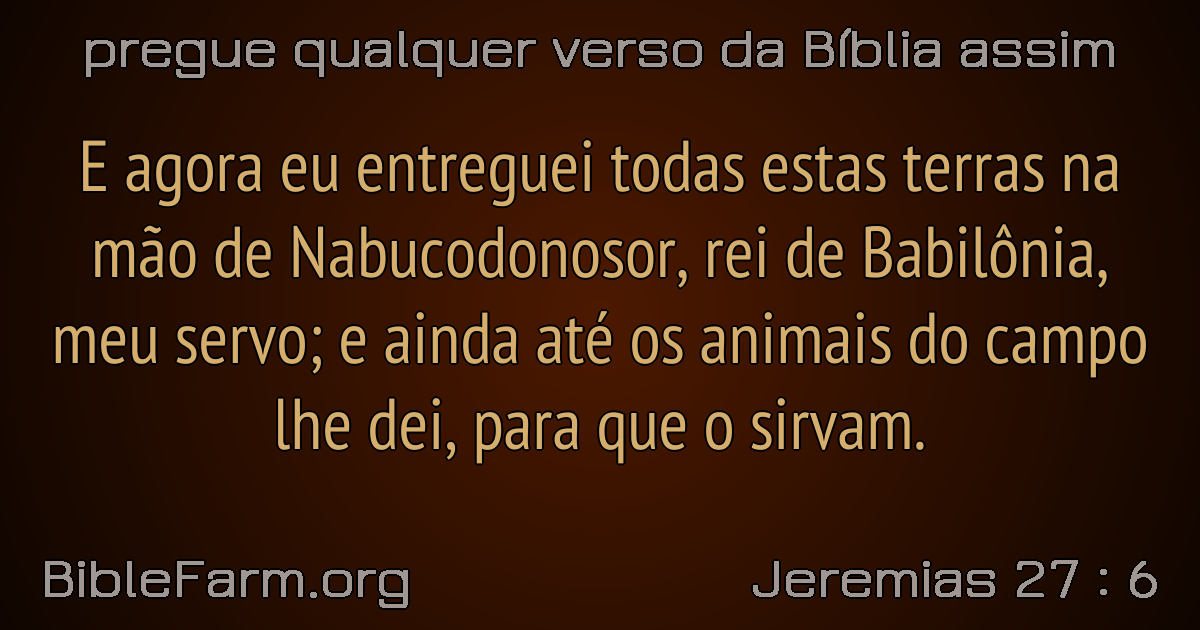 pregue qualquer verso da Bíblia assim
E agora eu entreguei todas estas terras na
mão de Nabucodonosor, rei de Babilônia,
meu servo; e ainda até os animais do campo
lhe dei, para que o sirvam.
BibleFarm.org
Jeremias 27 : 6